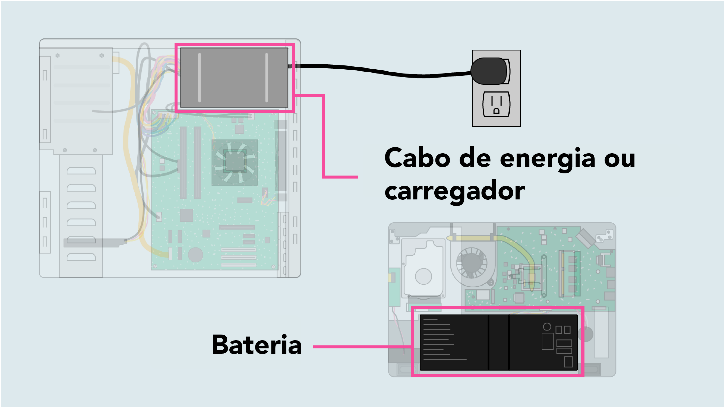 Cabo de energia ou
carregador
Bateria